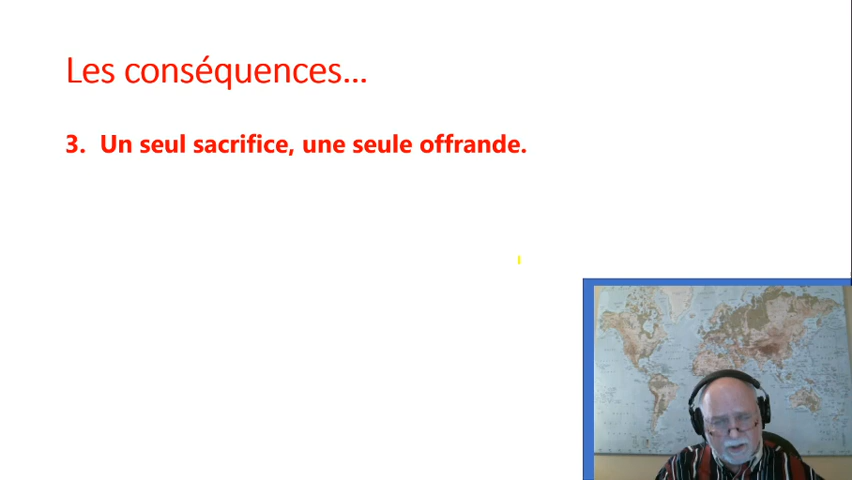 Les conséquences...
3. Un seul sacrifice, une seule offrande.